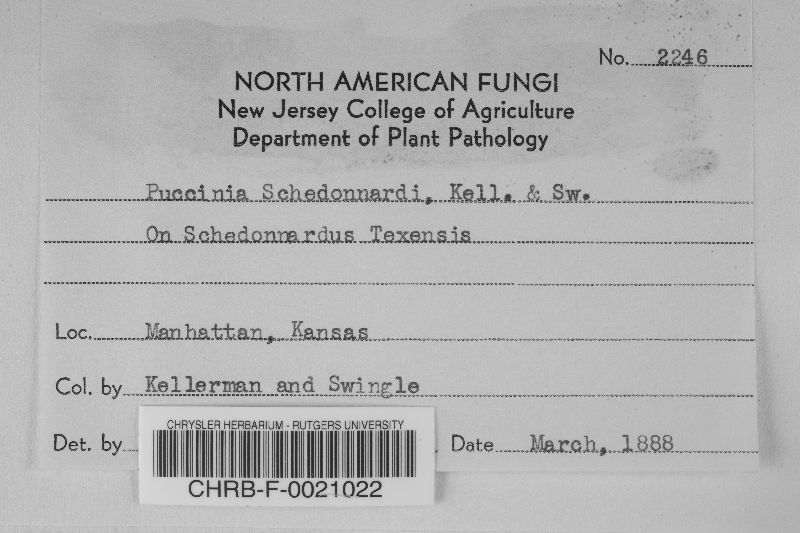 No. 2246
NORTH AMERICAN FUNGI
New Jersey College of Agriculture
Department of Plant Pathology
Puccinia Schedonnardi, Kell. & Sw.
On Schedonnardus Texensis
Loc. Manhattan, Kansas
Col. by Kellerman and Swingle
CHRYSLER HERBARIUM - RUTGERS UNIVERSITY
Det. by Date March, 1888
CHRB-F-0021022